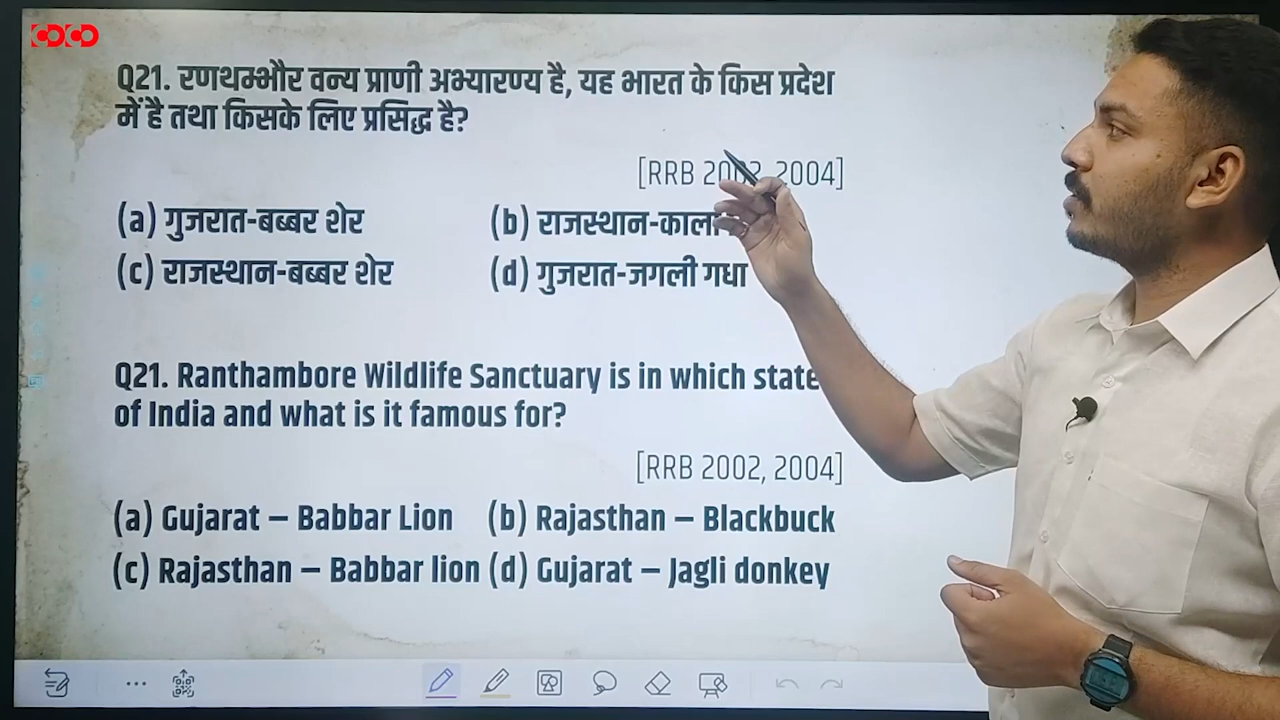 Q21. रणथम्भौर वन्य प्राणी अभ्यारण्य है, यह भारत के किस प्रदेश
में है तथा किसके लिए प्रसिद्ध है?
[RRB 2002, 2004]
(a) गुजरात-बब्बर शेर (b) राजस्थान-काला
(c) राजस्थान-बब्बर शेर (d) गुजरात-जगली गधा
Q21. Ranthambore Wildlife Sanctuary is in which state
of India and what is it famous for?
[RRB 2002, 2004]
(a) Gujarat – Babbar Lion (b) Rajasthan – Blackbuck
(c) Rajasthan – Babbar lion (d) Gujarat – Jagli donkey